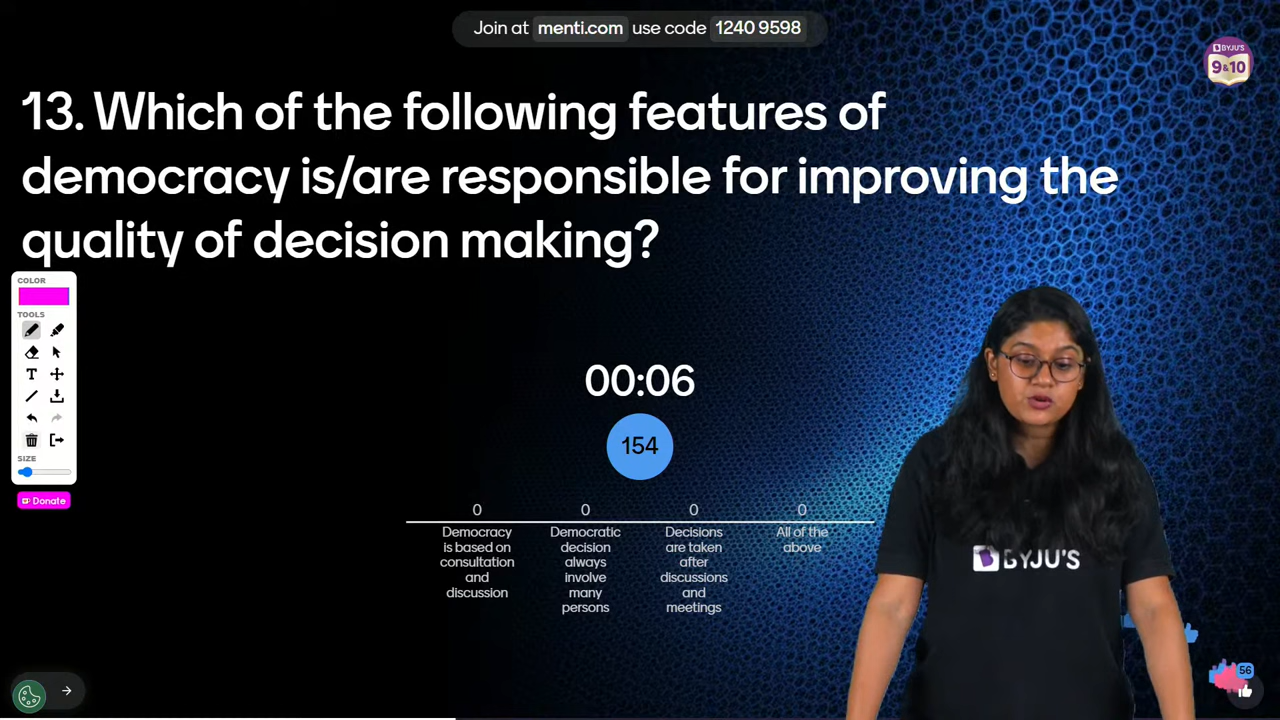 Join at menti.com use code 1240 9598
BYJU'S
9&10
13. Which of the following features of
democracy is/are responsible for improving the
quality of decision making?
COLOR
TOOLS
T
SIZE
Donate
00:06
154
0 0 0 0
Democracy
is based on
consultation
and
discussion
Democratic
decision
always
involve
many
persons
Decisions
are taken
after
discussions
and
meetings
All of the
above
BYJU'S
56